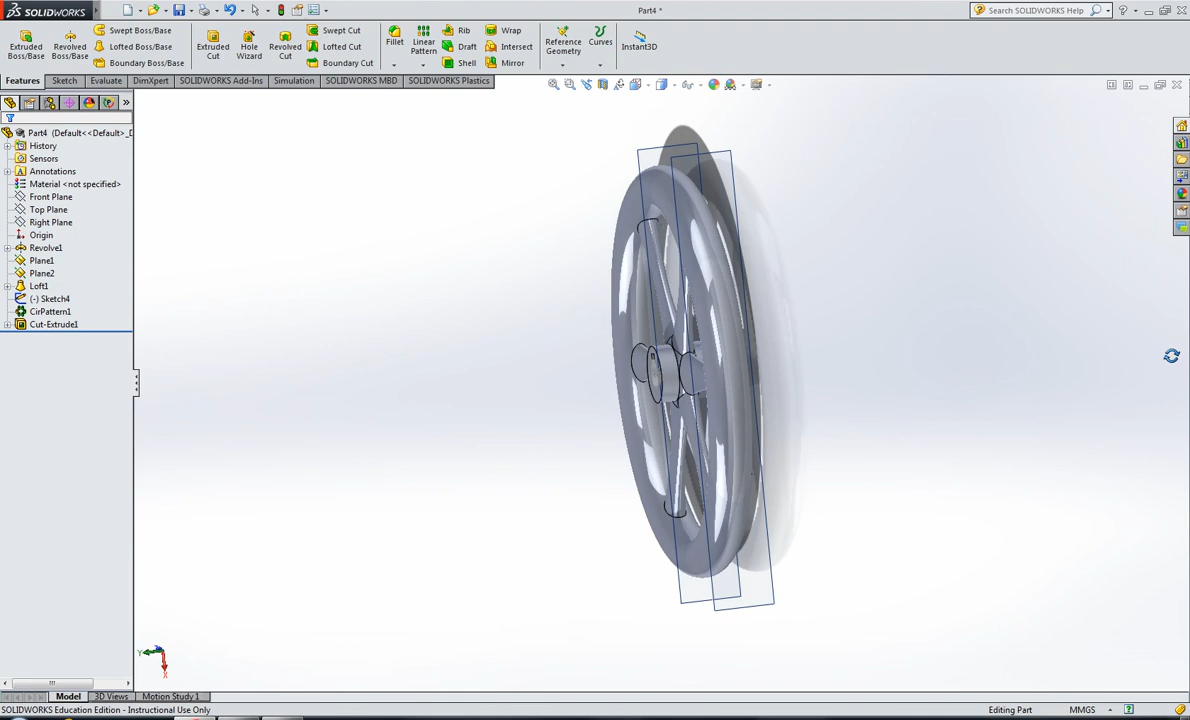 SOLIDWORKS
Part4 *
Search SOLIDWORKS Help
Extruded Boss/Base
Revolved Boss/Base
Swept Boss/Base
Lofted Boss/Base
Boundary Boss/Base
Extruded Cut
Hole Wizard
Revolved Cut
Swept Cut
Lofted Cut
Boundary Cut
Fillet
Linear Pattern
Rib
Draft
Shell
Wrap
Intersect
Mirror
Reference Geometry
Curves
Instant3D
Features
Sketch
Evaluate
DimXpert
SOLIDWORKS Add-Ins
Simulation
SOLIDWORKS MBD
SOLIDWORKS Plastics
Part4 (Default<<Default>_D
History
Sensors
Annotations
Material <not specified>
Front Plane
Top Plane
Right Plane
Origin
Revolve1
Plane1
Plane2
Loft1
(-) Sketch4
CirPattern1
Cut-Extrude1
Y
X
Model
3D Views
Motion Study 1
SOLIDWORKS Education Edition - Instructional Use Only
Editing Part
MMGS